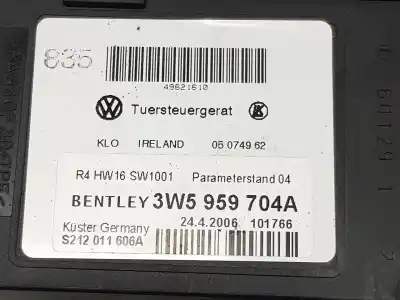 835
49621610
Tuersteuergerat
KLO IRELAND 05 0749 62
R4 HW16 SW1001 Parameterstand 04
BENTLEY 3W5 959 704A
24.4.2006 101766
Küster Germany
S212 011 606A